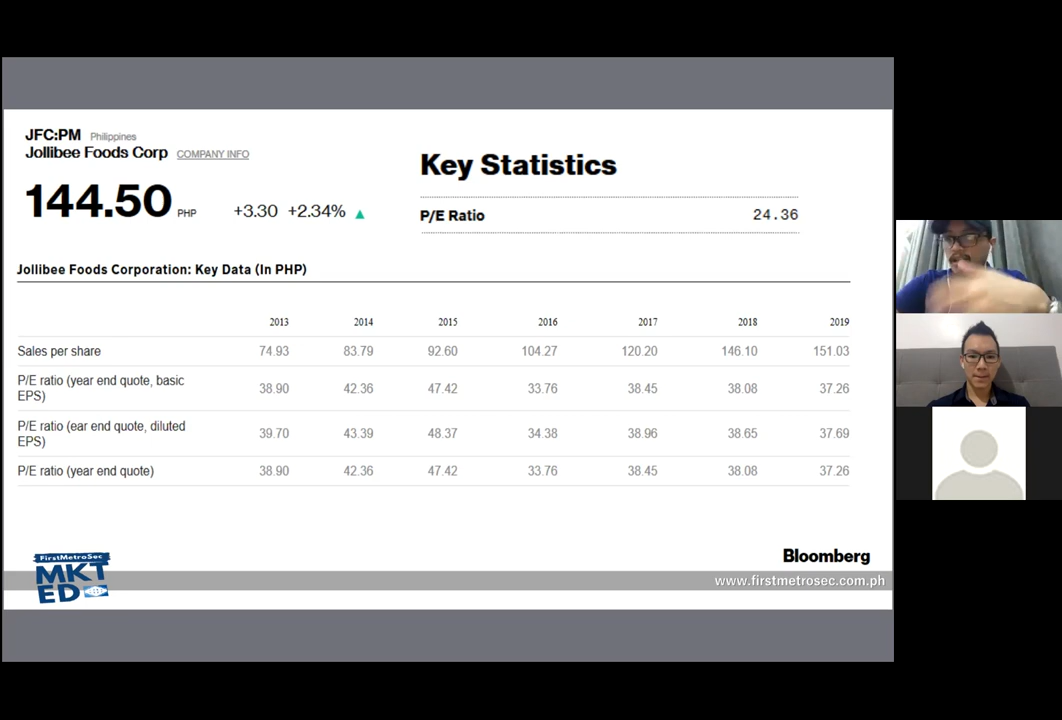 JFC:PM Philippines
Jollibee Foods Corp COMPANY INFO
144.50 PHP +3.30 +2.34% ▲
Key Statistics
P/E Ratio 24.36
Jollibee Foods Corporation: Key Data (In PHP)
2013 2014 2015 2016 2017 2018 2019
Sales per share 74.93 83.79 92.60 104.27 120.20 146.10 151.03
P/E ratio (year end quote, basic
EPS) 38.90 42.36 47.42 33.76 38.45 38.08 37.26
P/E ratio (ear end quote, diluted
EPS) 39.70 43.39 48.37 34.38 38.96 38.65 37.69
P/E ratio (year end quote) 38.90 42.36 47.42 33.76 38.45 38.08 37.26
FirstMetroSec
MKT
ED
Bloomberg
www.firstmetrosec.com.ph